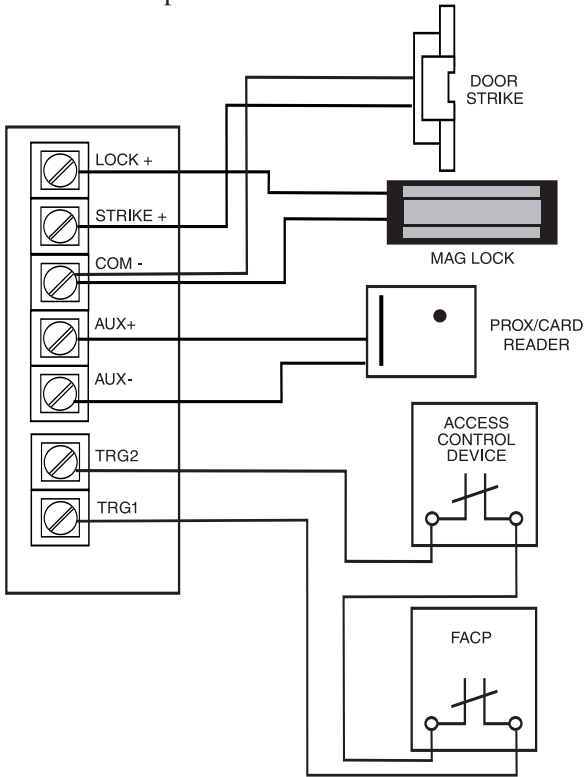 DOOR
STRIKE
LOCK +
STRIKE +
COM -
MAG LOCK
AUX+
PROX/CARD
READER
AUX-
ACCESS
CONTROL
DEVICE
TRG2
TRG1
FACP